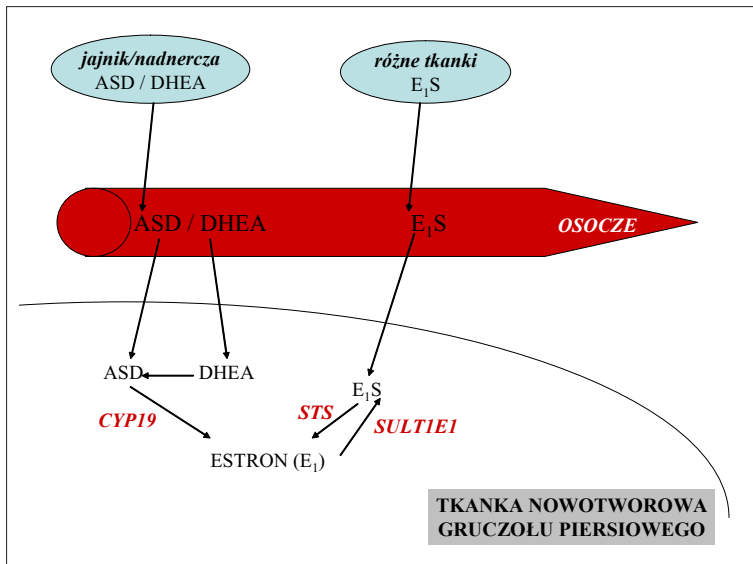 jajnik/nadnercza
ASD / DHEA
różne tkanki
E₁S
ASD / DHEA
E₁S
OSOCZE
ASD
DHEA
E₁S
CYP19
STS
SULT1E1
ESTRON (E₁)
TKANKA NOWOTWOROWA
GRUCZOŁU PIERSIOWEGO